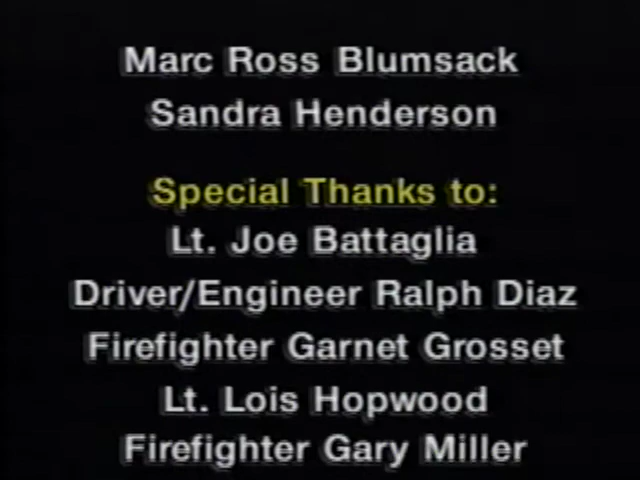 Marc Ross Blumsack
Sandra Henderson
Special Thanks to:
Lt. Joe Battaglia
Driver/Engineer Ralph Diaz
Firefighter Garnet Grosset
Lt. Lois Hopwood
Firefighter Gary Miller